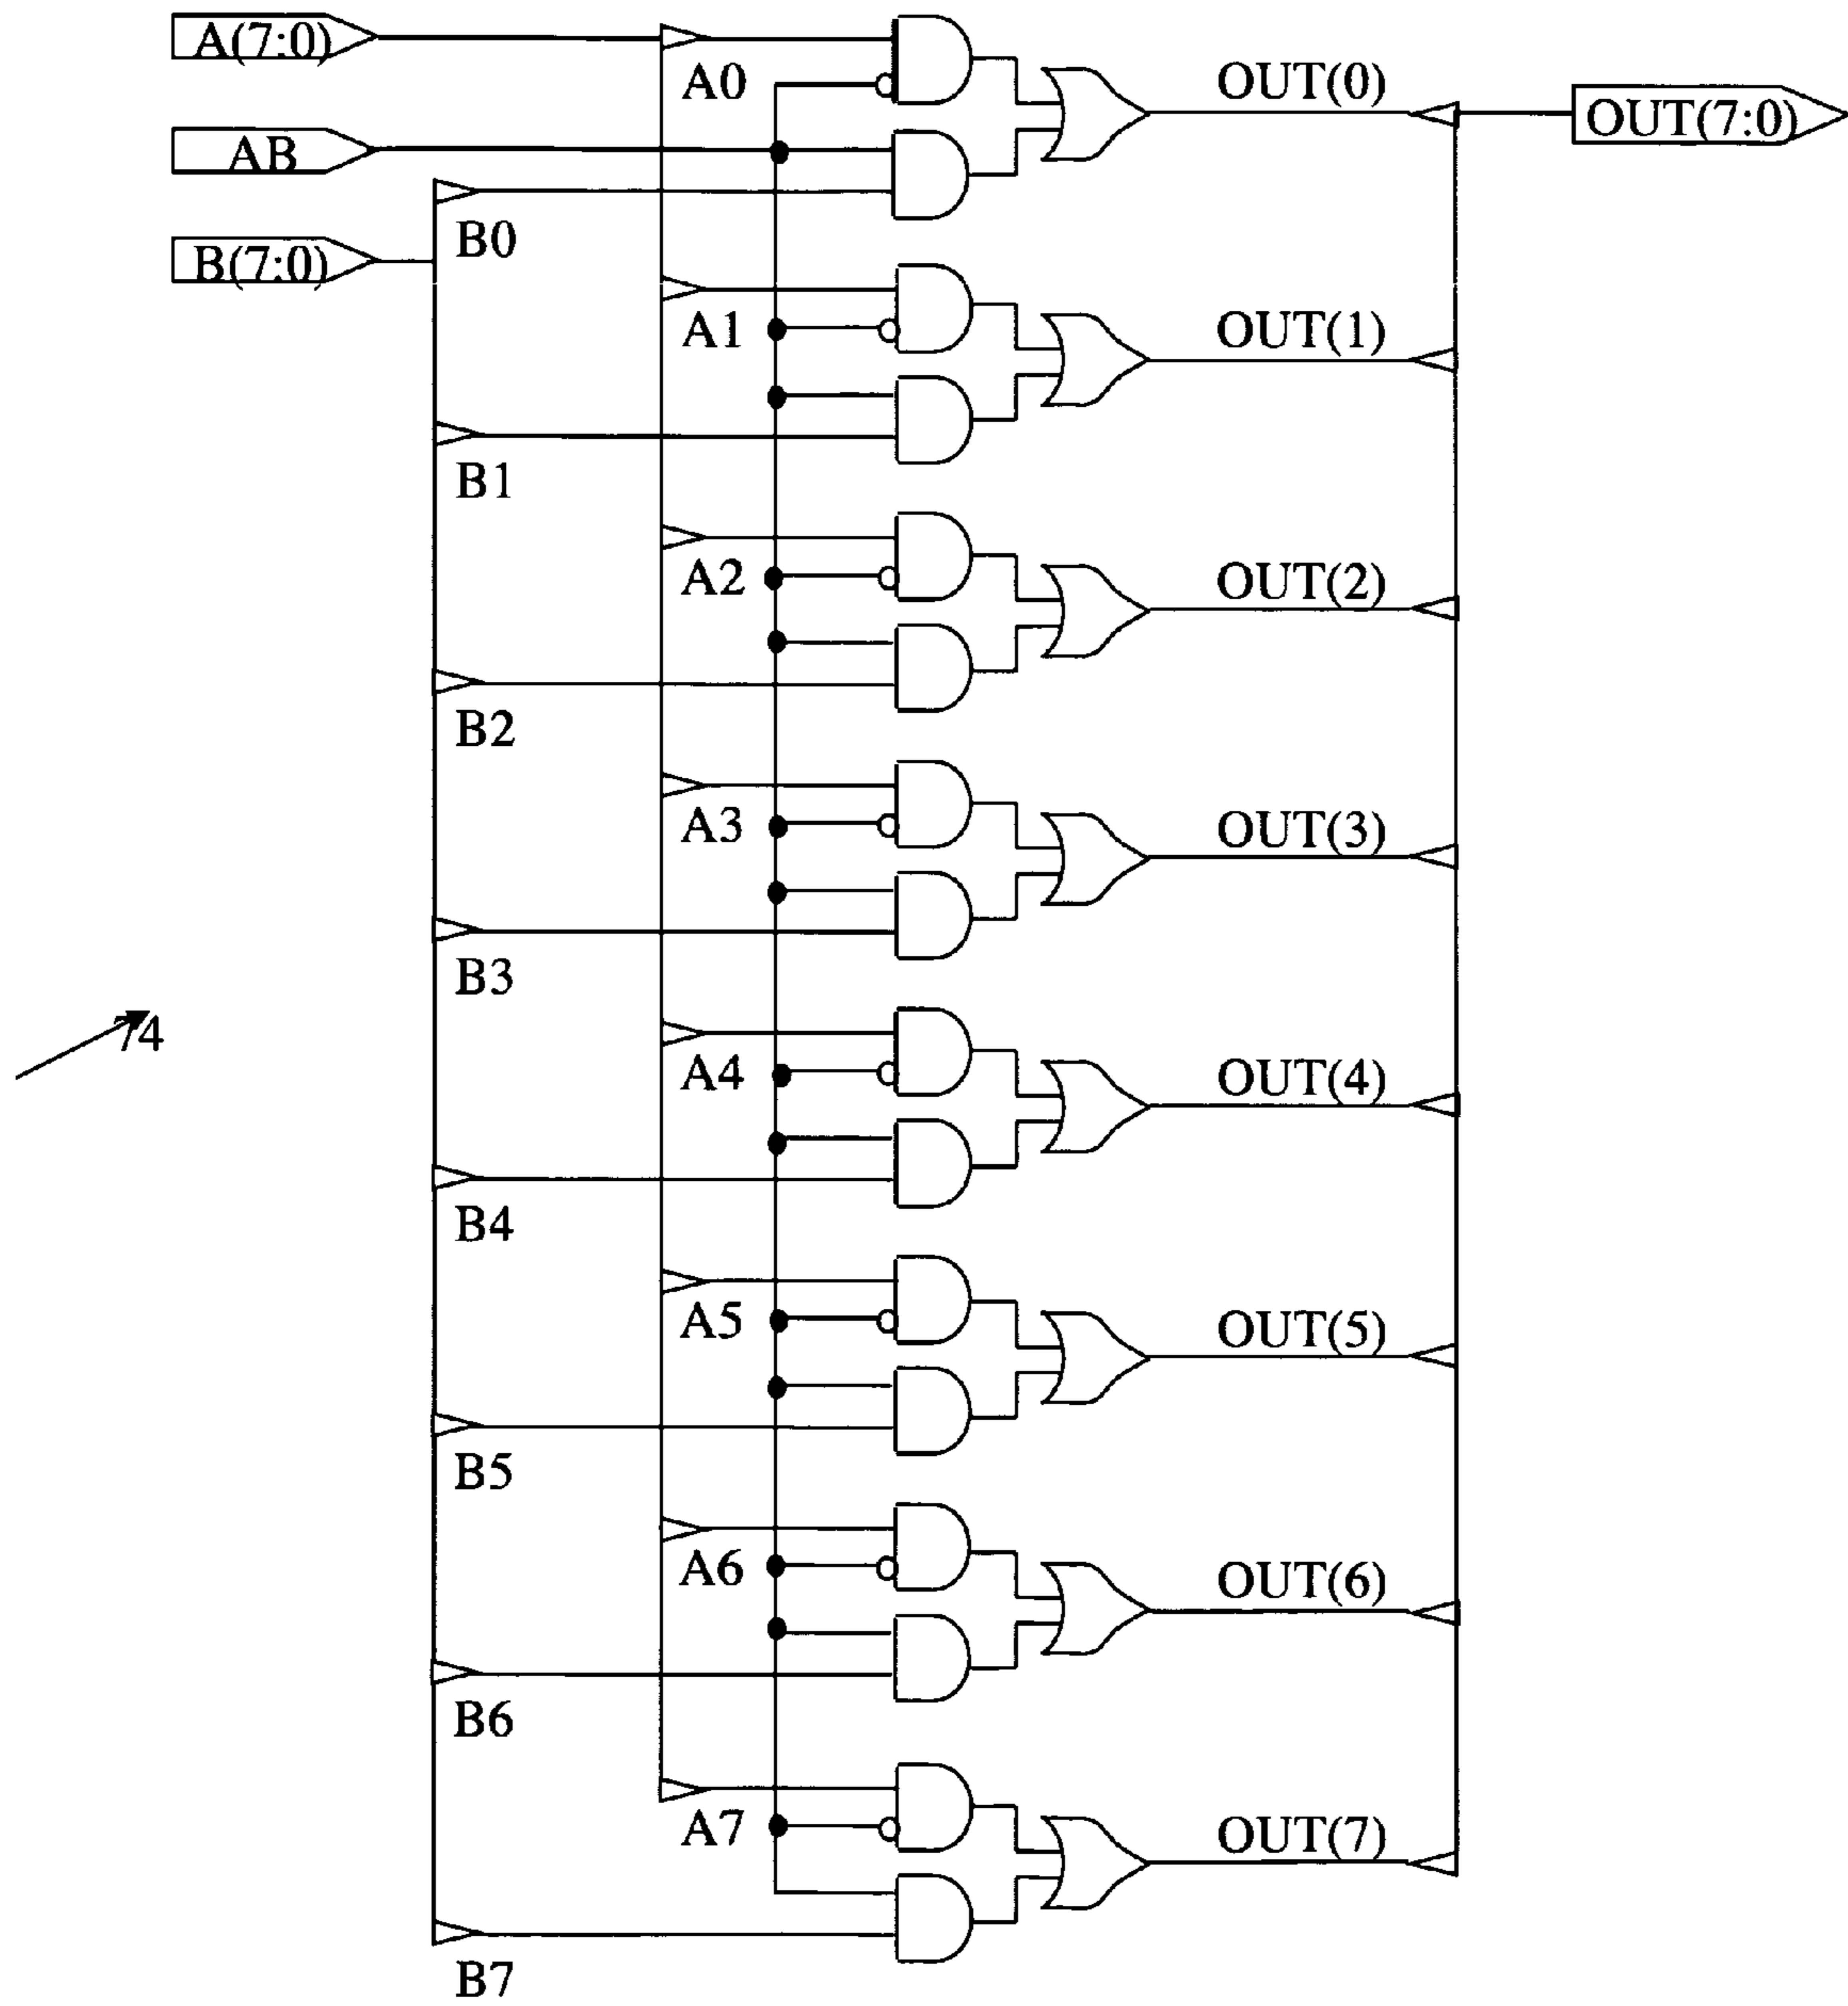 A(7:0)
A0
OUT(0)
OUT(7:0)
AB
B0
B(7:0)
A1
OUT(1)
B1
A2
OUT(2)
B2
A3
OUT(3)
B3
74
A4
OUT(4)
B4
A5
OUT(5)
B5
A6
OUT(6)
B6
A7
OUT(7)
B7